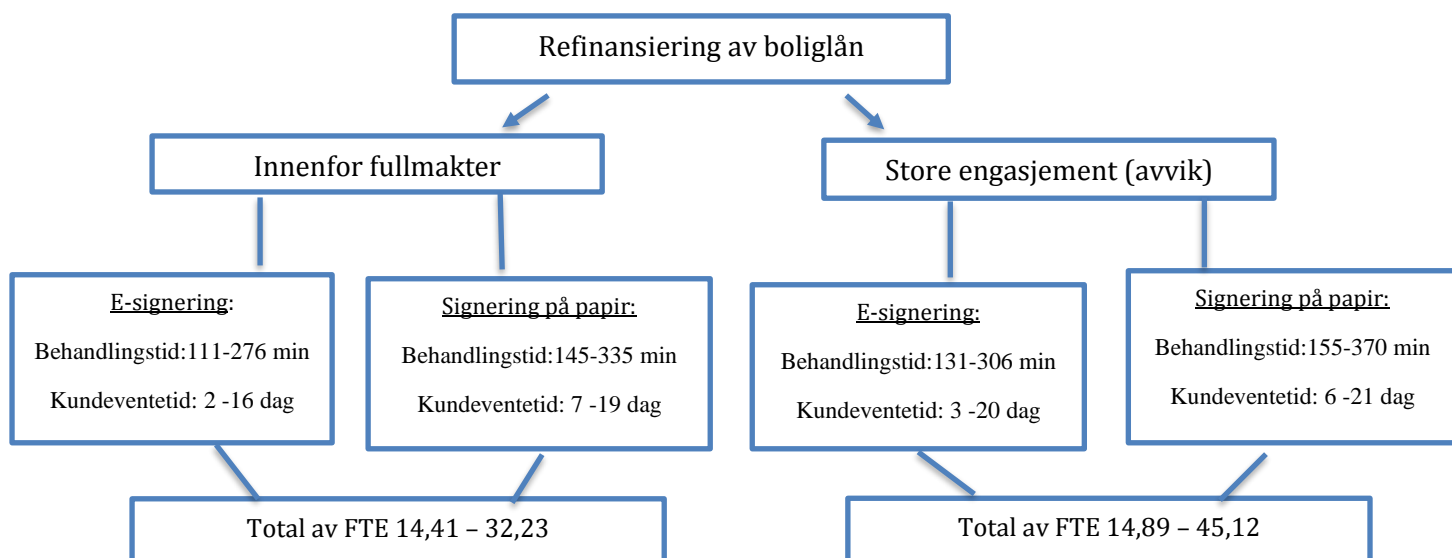 Refinansiering av boliglån
Innenfor fullmakter
Store engasjement (avvik)
E-signering:
Behandlingstid:111-276 min
Kundeventetid: 2 -16 dag
Signering på papir:
Behandlingstid:145-335 min
Kundeventetid: 7 -19 dag
E-signering:
Behandlingstid:131-306 min
Kundeventetid: 3 -20 dag
Signering på papir:
Behandlingstid:155-370 min
Kundeventetid: 6 -21 dag
Total av FTE 14,41 – 32,23
Total av FTE 14,89 – 45,12